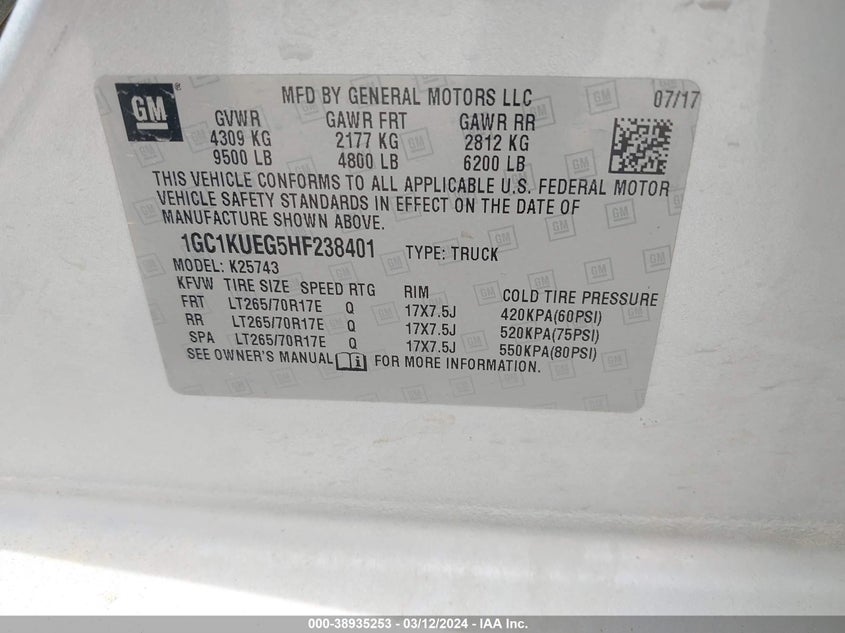 GM ®
MFD BY GENERAL MOTORS LLC 07/17
GVWR GAWR FRT GAWR RR
4309 KG 2177 KG 2812 KG
9500 LB 4800 LB 6200 LB
THIS VEHICLE CONFORMS TO ALL APPLICABLE U.S. FEDERAL MOTOR
VEHICLE SAFETY STANDARDS IN EFFECT ON THE DATE OF
MANUFACTURE SHOWN ABOVE.
1GC1KUEG5HF238401 TYPE: TRUCK
MODEL: K25743
KFVW TIRE SIZE SPEED RTG RIM COLD TIRE PRESSURE
FRT LT265/70R17E Q 17X7.5J 420KPA(60PSI)
RR LT265/70R17E Q 17X7.5J 520KPA(75PSI)
SPA LT265/70R17E Q 17X7.5J 550KPA(80PSI)
SEE OWNER'S MANUAL i FOR MORE INFORMATION.
000-38935253 - 03/12/2024 - IAA Inc.